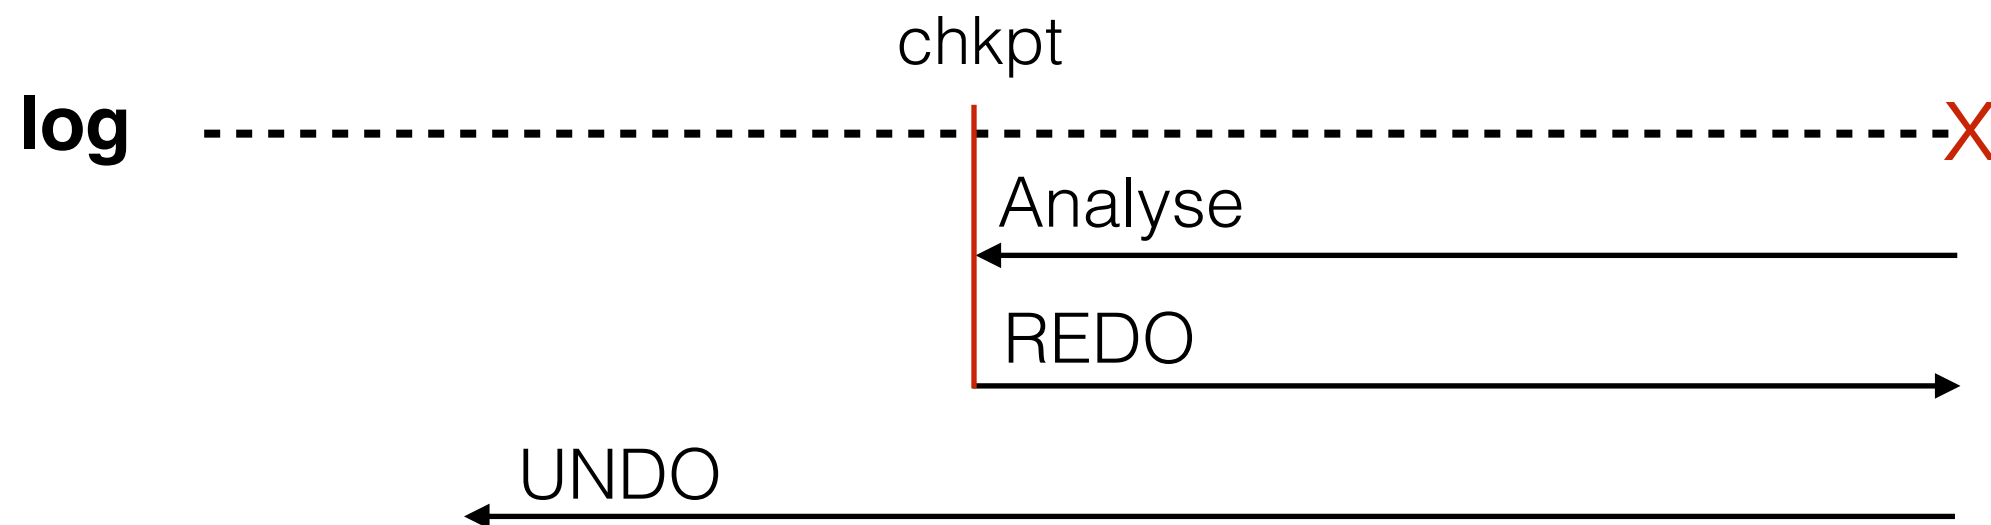 chkpt
log
X
Analyse
REDO
UNDO